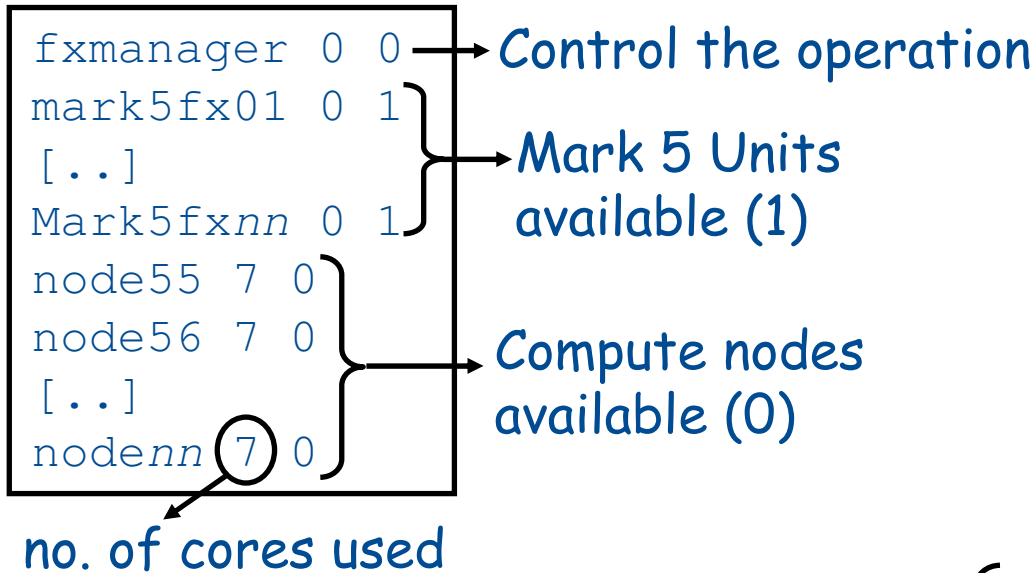 fxmanager 0 0
Control the operation
mark5fx01 0 1
[..]
Mark5fxnn 0 1
Mark 5 Units
available (1)
node55 7 0
node56 7 0
[..]
nodenn 7 0
Compute nodes
available (0)
no. of cores used